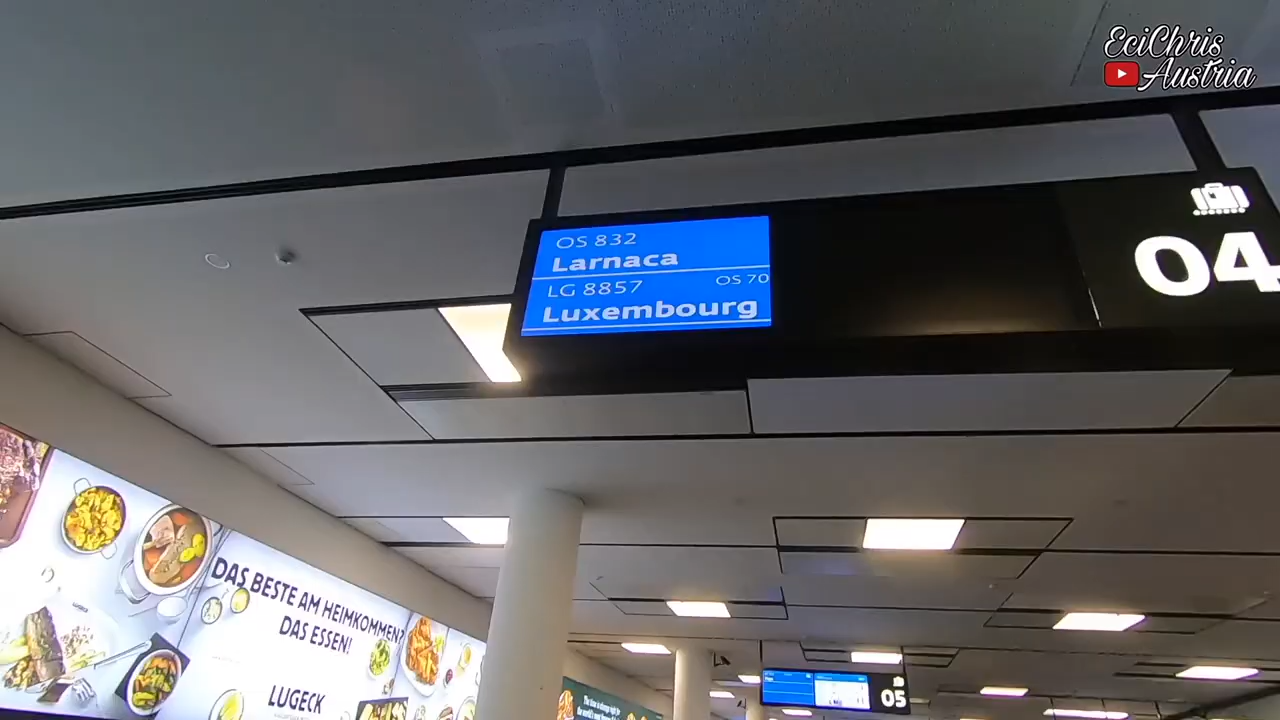 EciChris
Austria
OS 832
Larnaca
LG 8857 OS 70
Luxembourg
04
DAS BESTE AM HEIMKOMMEN?
DAS ESSEN!
LUGECK
05